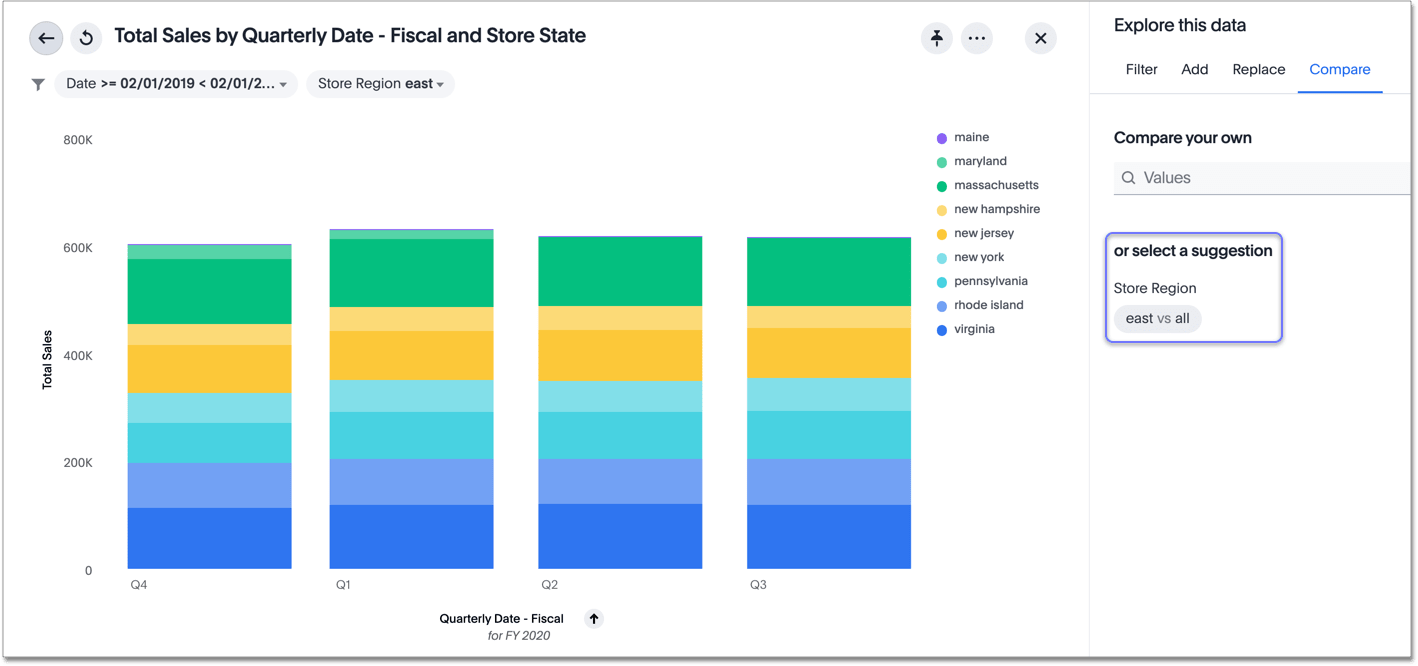 Total Sales by Quarterly Date - Fiscal and Store State
Date >= 02/01/2019 < 02/01/2...
Store Region east
800K
600K
400K
200K
0
Total Sales
Q4
Q1
Q2
Q3
Quarterly Date - Fiscal
for FY 2020
maine
maryland
massachusetts
new hampshire
new jersey
new york
pennsylvania
rhode island
virginia
Explore this data
Filter Add Replace Compare
Compare your own
Values
or select a suggestion
Store Region
east vs all